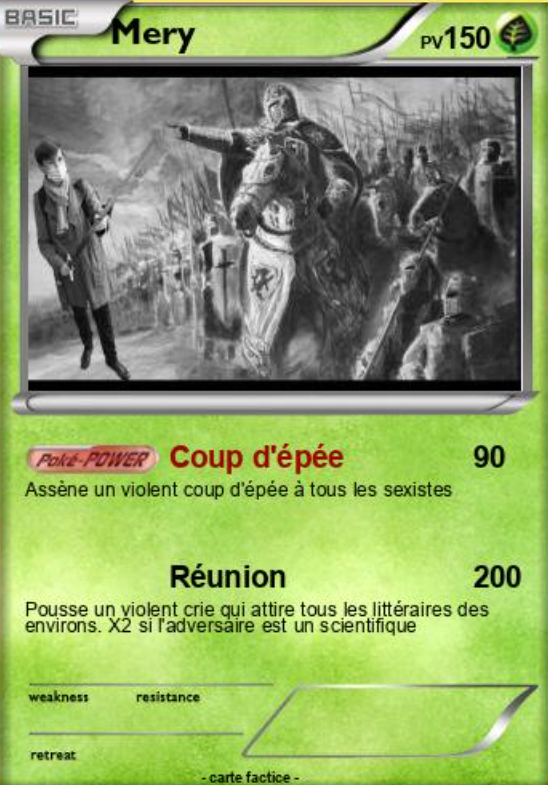 BASIC
Mery
PV150
Poké-POWER Coup d'épée 90
Assène un violent coup d'épée à tous les sexistes
Réunion 200
Pousse un violent crie qui attire tous les littéraires des
environs. X2 si l'adversaire est un scientifique
weakness resistance
retreat
- carte factice -